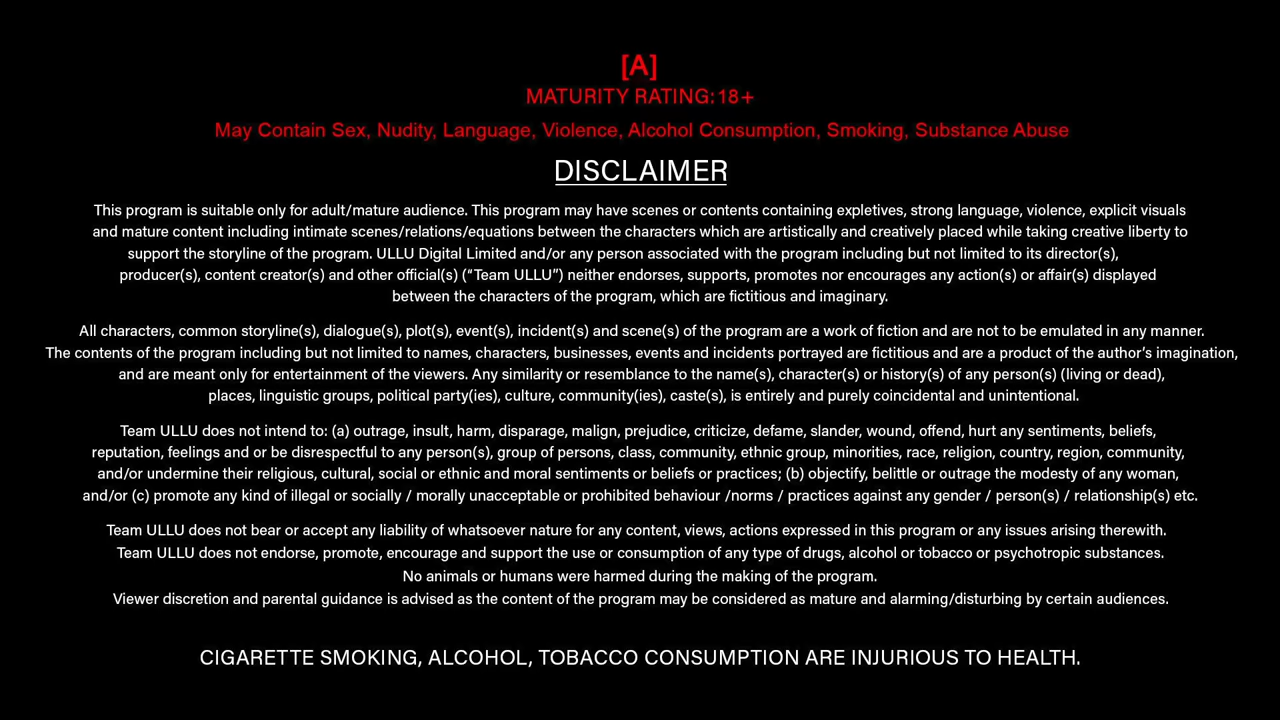 [A]
MATURITY RATING: 18+
May Contain Sex, Nudity, Language, Violence, Alcohol Consumption, Smoking, Substance Abuse
DISCLAIMER
This program is suitable only for adult/mature audience. This program may have scenes or contents containing expletives, strong language, violence, explicit visuals
and mature content including intimate scenes/relations/equations between the characters which are artistically and creatively placed while taking creative liberty to
support the storyline of the program. ULLU Digital Limited and/or any person associated with the program including but not limited to its director(s),
producer(s), content creator(s) and other official(s) (“Team ULLU”) neither endorses, supports, promotes nor encourages any action(s) or affair(s) displayed
between the characters of the program, which are fictitious and imaginary.
All characters, common storyline(s), dialogue(s), plot(s), event(s), incident(s) and scene(s) of the program are a work of fiction and are not to be emulated in any manner.
The contents of the program including but not limited to names, characters, businesses, events and incidents portrayed are fictitious and are a product of the author’s imagination,
and are meant only for entertainment of the viewers. Any similarity or resemblance to the name(s), character(s) or history(s) of any person(s) (living or dead),
places, linguistic groups, political party(ies), culture, community(ies), caste(s), is entirely and purely coincidental and unintentional.
Team ULLU does not intend to: (a) outrage, insult, harm, disparage, malign, prejudice, criticize, defame, slander, wound, offend, hurt any sentiments, beliefs,
reputation, feelings and or be disrespectful to any person(s), group of persons, class, community, ethnic group, minorities, race, religion, country, region, community,
and/or undermine their religious, cultural, social or ethnic and moral sentiments or beliefs or practices; (b) objectify, belittle or outrage the modesty of any woman,
and/or (c) promote any kind of illegal or socially / morally unacceptable or prohibited behaviour /norms / practices against any gender / person(s) / relationship(s) etc.
Team ULLU does not bear or accept any liability of whatsoever nature for any content, views, actions expressed in this program or any issues arising therewith.
Team ULLU does not endorse, promote, encourage and support the use or consumption of any type of drugs, alcohol or tobacco or psychotropic substances.
No animals or humans were harmed during the making of the program.
Viewer discretion and parental guidance is advised as the content of the program may be considered as mature and alarming/disturbing by certain audiences.
CIGARETTE SMOKING, ALCOHOL, TOBACCO CONSUMPTION ARE INJURIOUS TO HEALTH.